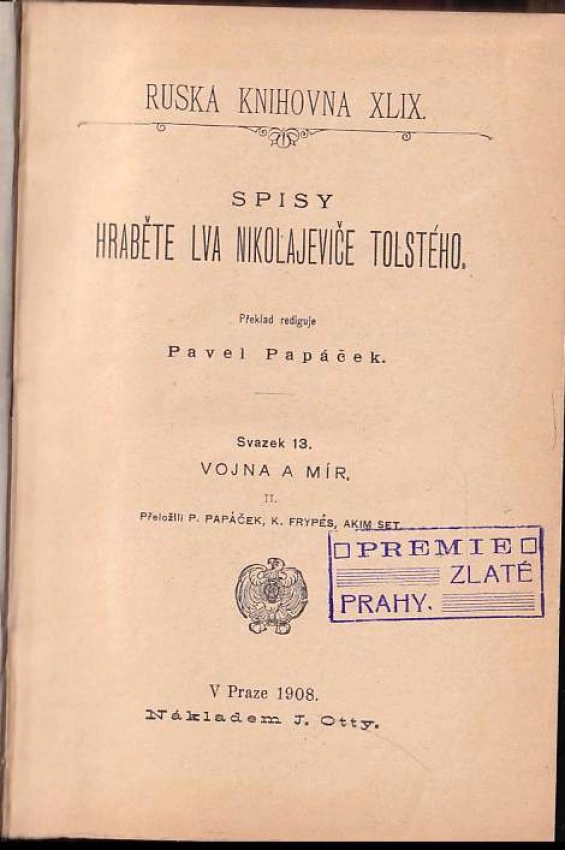 RUSKA KNIHOVNA XLIX.
SPISY
HRABĚTE LVA NIKOLAJEVIČE TOLSTÉHO.
Překlad rediguje
Pavel Papáček.
Svazek 13.
VOJNA A MÍR.
II.
Přeložili P. PAPÁČEK, K. FRYPÉS, AKIM SET.
PREMIE
ZLATÉ
PRAHY.
V Praze 1908.
Nákladem J. Otty.